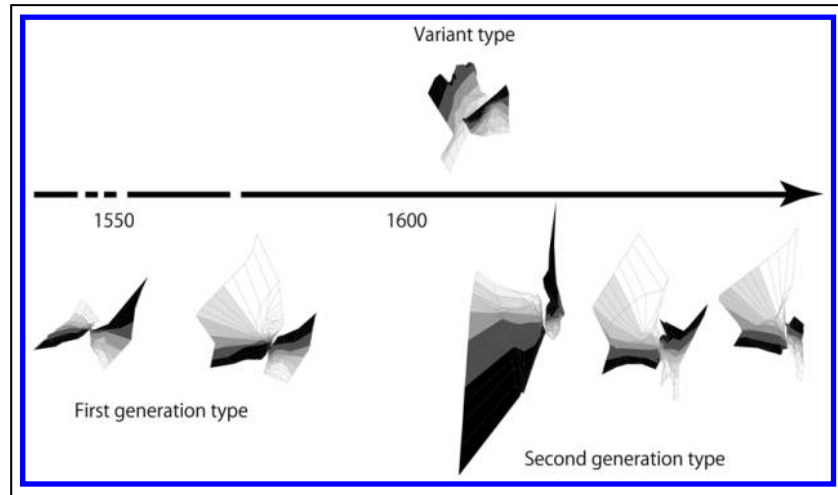 Variant type
1550
1600
First generation type
Second generation type